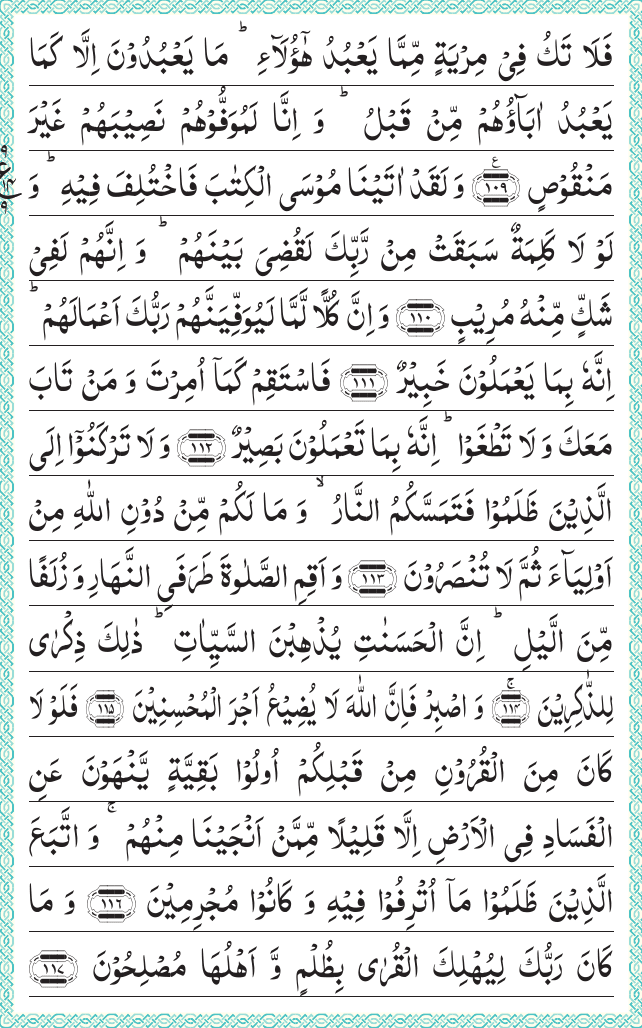 فَلَا تَكُ فِیۡ مِرۡیَةٍ مِّمَّا یَعۡبُدُ هٰۤؤُلَآءِ ؕ مَا یَعۡبُدُوۡنَ اِلَّا كَمَا
یَعۡبُدُ اٰبَآؤُهُمۡ مِّنۡ قَبۡلُ ؕ وَ اِنَّا لَمُوَفُّوۡهُمۡ نَصِیۡبَهُمۡ غَیۡرَ
مَنۡقُوۡصٍ ﴿۱۰۹﴾ وَ لَقَدۡ اٰتَیۡنَا مُوۡسَی الۡكِتٰبَ فَاخۡتُلِفَ فِیۡهِ ؕ وَ
لَوۡ لَا كَلِمَةٌ سَبَقَتۡ مِنۡ رَّبِّكَ لَقُضِیَ بَیۡنَهُمۡ ؕ وَ اِنَّهُمۡ لَفِیۡ
شَكٍّ مِّنۡهُ مُرِیۡبٍ ﴿۱۱۰﴾ وَ اِنَّ كُلًّا لَّمَّا لَیُوَفِّیَنَّهُمۡ رَبُّكَ اَعۡمَالَهُمۡ ؕ
اِنَّهٗ بِمَا یَعۡمَلُوۡنَ خَبِیۡرٌ ﴿۱۱۱﴾ فَاسۡتَقِمۡ كَمَاۤ اُمِرۡتَ وَ مَنۡ تَابَ
مَعَكَ وَ لَا تَطۡغَوۡا ؕ اِنَّهٗ بِمَا تَعۡمَلُوۡنَ بَصِیۡرٌ ﴿۱۱۲﴾ وَ لَا تَرۡكَنُوۡۤا اِلَی
الَّذِیۡنَ ظَلَمُوۡا فَتَمَسَّكُمُ النَّارُ ۙ وَ مَا لَكُمۡ مِّنۡ دُوۡنِ اللّٰهِ مِنۡ
اَوۡلِیَآءَ ثُمَّ لَا تُنۡصَرُوۡنَ ﴿۱۱۳﴾ وَ اَقِمِ الصَّلٰوةَ طَرَفَیِ النَّهَارِ وَ زُلَفًا
مِّنَ الَّیۡلِ ؕ اِنَّ الۡحَسَنٰتِ یُذۡهِبۡنَ السَّیِّاٰتِ ؕ ذٰلِكَ ذِكۡرٰی
لِلذّٰكِرِیۡنَ ﴿۱۱۴﴾ۚ وَ اصۡبِرۡ فَاِنَّ اللّٰهَ لَا یُضِیۡعُ اَجۡرَ الۡمُحۡسِنِیۡنَ ﴿۱۱۵﴾ فَلَوۡ لَا
كَانَ مِنَ الۡقُرُوۡنِ مِنۡ قَبۡلِكُمۡ اُولُوۡا بَقِیَّةٍ یَّنۡهَوۡنَ عَنِ
الۡفَسَادِ فِی الۡاَرۡضِ اِلَّا قَلِیۡلًا مِّمَّنۡ اَنۡجَیۡنَا مِنۡهُمۡ ۚ وَ اتَّبَعَ
الَّذِیۡنَ ظَلَمُوۡا مَاۤ اُتۡرِفُوۡا فِیۡهِ وَ كَانُوۡا مُجۡرِمِیۡنَ ﴿۱۱۶﴾ وَ مَا
كَانَ رَبُّكَ لِیُهۡلِكَ الۡقُرٰی بِظُلۡمٍ وَّ اَهۡلُهَا مُصۡلِحُوۡنَ ﴿۱۱۷﴾